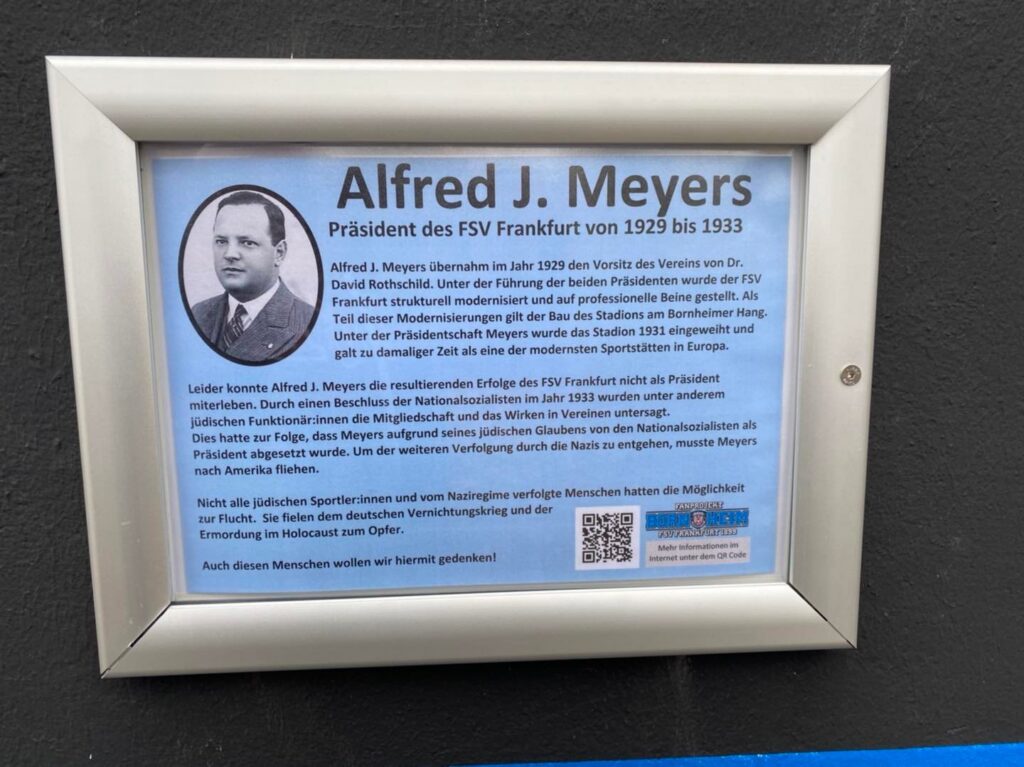 Alfred J. Meyers
Präsident des FSV Frankfurt von 1929 bis 1933
Alfred J. Meyers übernahm im Jahr 1929 den Vorsitz des Vereins von Dr.
David Rothschild. Unter der Führung der beiden Präsidenten wurde der FSV
Frankfurt strukturell modernisiert und auf professionelle Beine gestellt. Als
Teil dieser Modernisierungen gilt der Bau des Stadions am Bornheimer Hang.
Unter der Präsidentschaft Meyers wurde das Stadion 1931 eingeweiht und
galt zu damaliger Zeit als eine der modernsten Sportstätten in Europa.
Leider konnte Alfred J. Meyers die resultierenden Erfolge des FSV Frankfurt nicht als Präsident
miterleben. Durch einen Beschluss der Nationalsozialisten im Jahr 1933 wurden unter anderem
jüdischen Funktionär:innen die Mitgliedschaft und das Wirken in Vereinen untersagt.
Dies hatte zur Folge, dass Meyers aufgrund seines jüdischen Glaubens von den Nationalsozialisten als
Präsident abgesetzt wurde. Um der weiteren Verfolgung durch die Nazis zu entgehen, musste Meyers
nach Amerika fliehen.
Nicht alle jüdischen Sportler:innen und vom Naziregime verfolgte Menschen hatten die Möglichkeit
zur Flucht. Sie fielen dem deutschen Vernichtungskrieg und der
Ermordung im Holocaust zum Opfer.
Auch diesen Menschen wollen wir hiermit gedenken!
FANPROJEKT
BORNHEIM
FSV FRANKFURT 1899
Mehr Informationen im
Internet unter dem QR Code